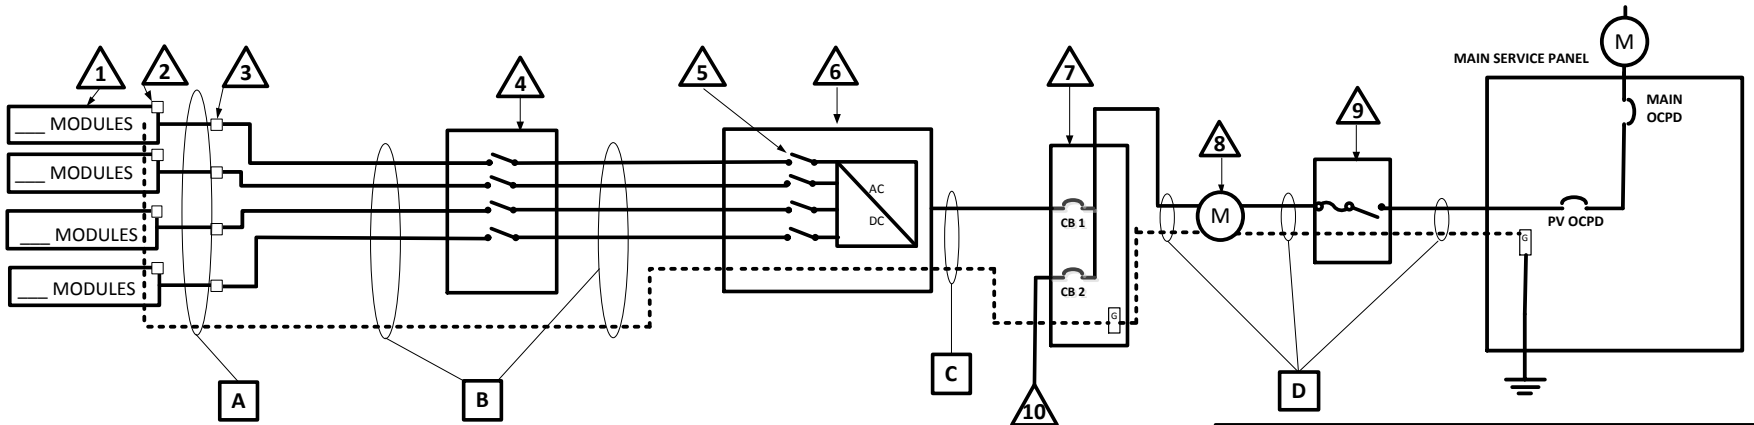 M
MAIN SERVICE PANEL
1
2
3
4
5
6
7
8
9
MAIN
OCPD
___ MODULES
___ MODULES
___ MODULES
___ MODULES
AC
DC
CB 1
CB 2
G
M
PV OCPD
G
A
B
C
10
D